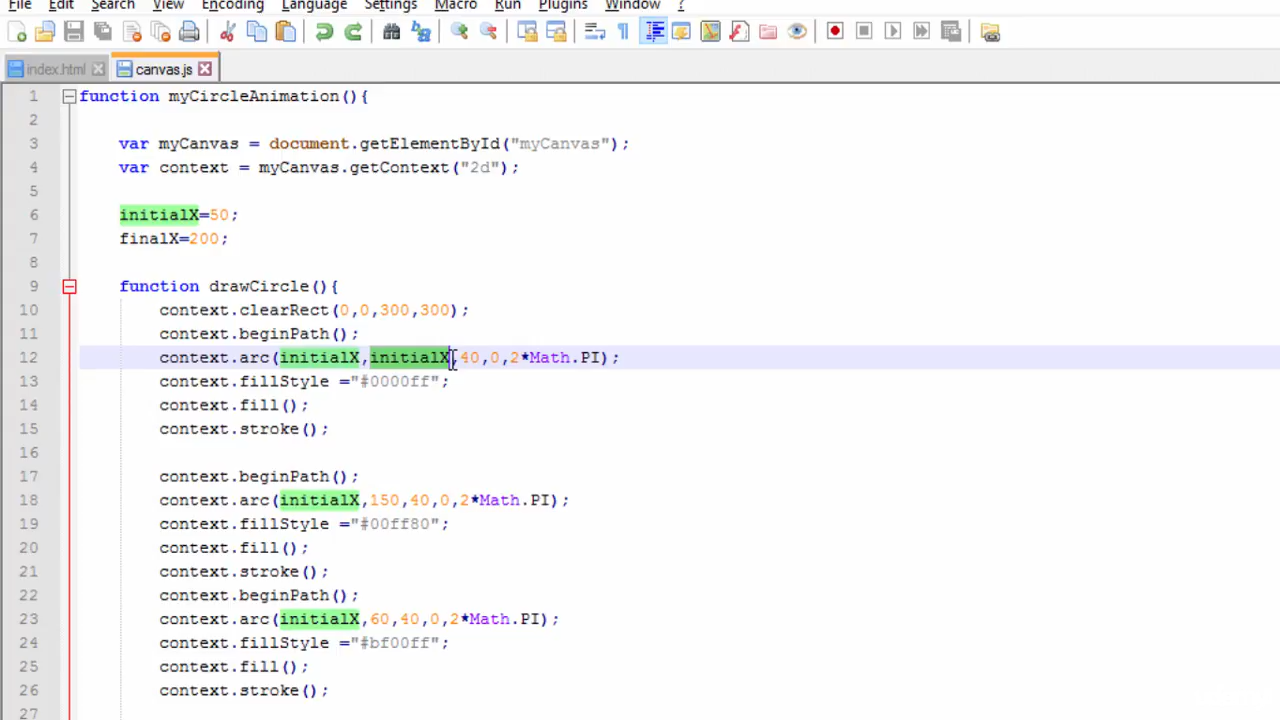 File Edit Search View Encoding Language Settings Macro Run Plugins Window ?
index.html canvas.js
1 function myCircleAnimation(){
2
3 var myCanvas = document.getElementById("myCanvas");
4 var context = myCanvas.getContext("2d");
5
6 initialX=50;
7 finalX=200;
8
9 function drawCircle(){
10 context.clearRect(0,0,300,300);
11 context.beginPath();
12 context.arc(initialX,initialX,40,0,2*Math.PI);
13 context.fillStyle ="#0000ff";
14 context.fill();
15 context.stroke();
16
17 context.beginPath();
18 context.arc(initialX,150,40,0,2*Math.PI);
19 context.fillStyle ="#00ff80";
20 context.fill();
21 context.stroke();
22 context.beginPath();
23 context.arc(initialX,60,40,0,2*Math.PI);
24 context.fillStyle ="#bf00ff";
25 context.fill();
26 context.stroke();
27